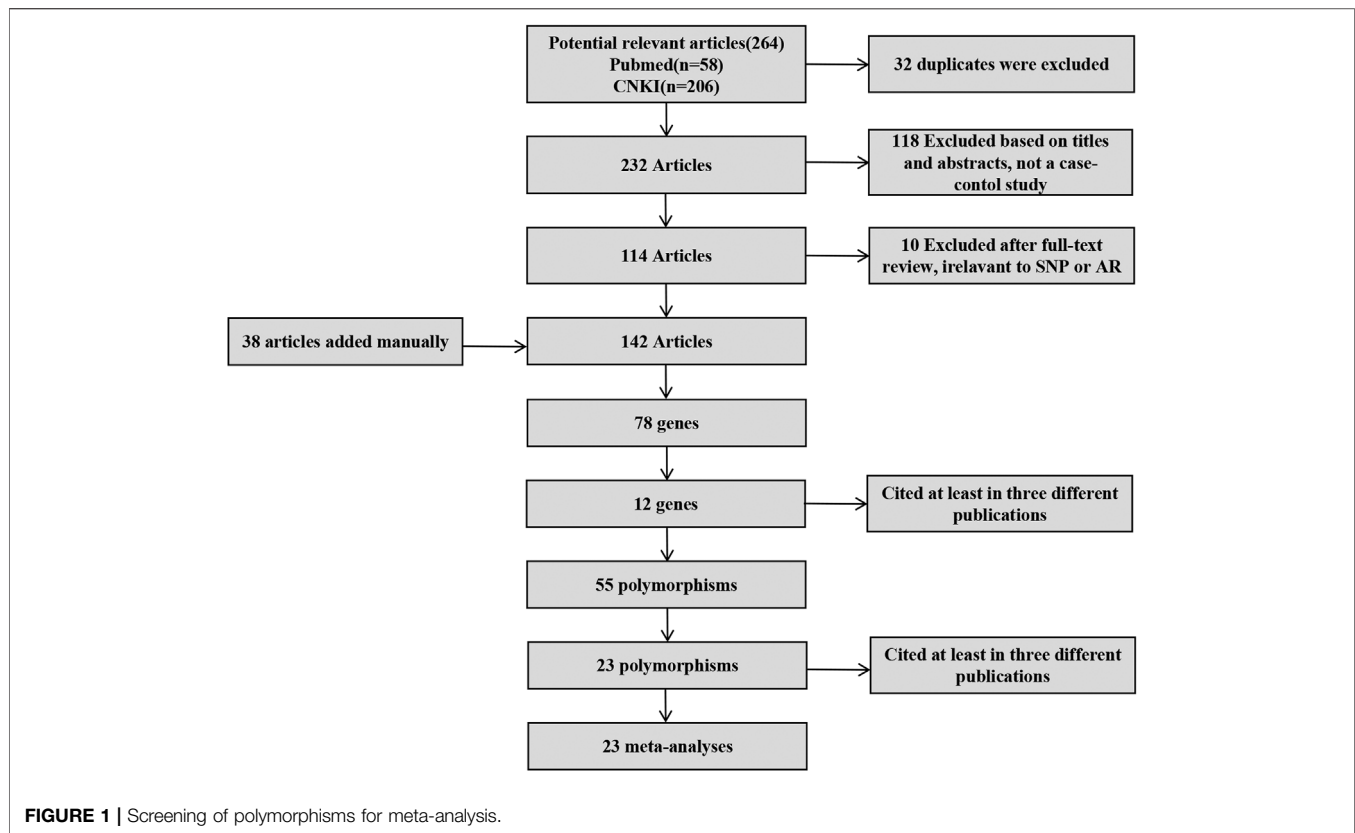 Potential relevant articles(264)
Pubmed(n=58)
CNKI(n=206)
32 duplicates were excluded
232 Articles
118 Excluded based on titles
and abstracts, not a case-
contol study
114 Articles
10 Excluded after full-text
review, irelavant to SNP or AR
38 articles added manually
142 Articles
78 genes
12 genes
Cited at least in three different
publications
55 polymorphisms
23 polymorphisms
Cited at least in three different
publications
23 meta-analyses
FIGURE 1 | Screening of polymorphisms for meta-analysis.